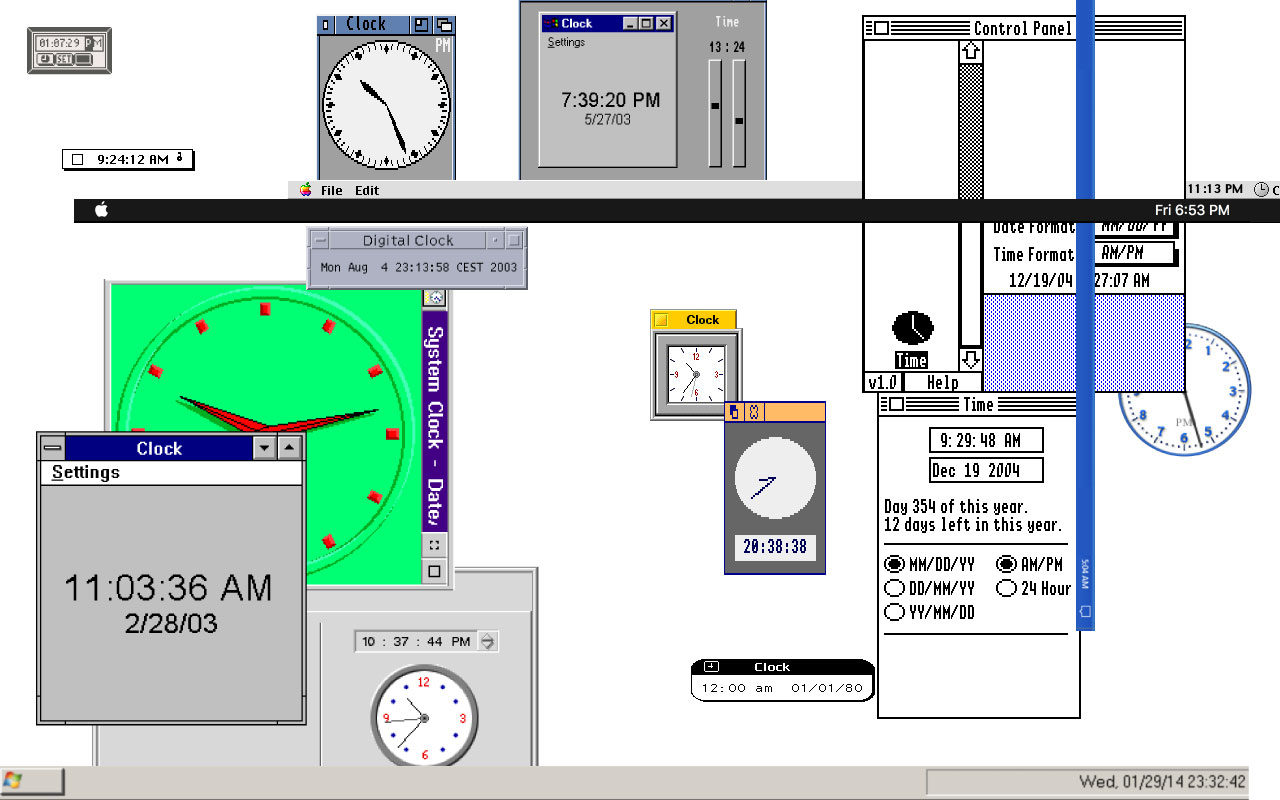 01:07:29 PM
SET
9:24:12 AM
Clock
PM
Clock
Settings
7:39:20 PM
5/27/03
Time
13 : 24
Control Panel
File Edit
11:13 PM
Fri 6:53 PM
Date Format MM/DD/YY
Time Format AM/PM
12/19/04 27:07 AM
Time
v1.0 Help
Digital Clock
Mon Aug 4 23:13:58 CEST 2003
System Clock - Date/
Clock
12
3
6
9
20:38:38
1
2
3
4
5
6
7
8
PM
Time
9:29:48 AM
Dec 19 2004
Day 354 of this year.
12 days left in this year.
MM/DD/YY AM/PM
DD/MM/YY 24 Hour
YY/MM/DD
5:04 AM
Clock
Settings
11:03:36 AM
2/28/03
10 : 37 : 44 PM
12
9 3
6
Clock
12:00 am 01/01/80
Wed, 01/29/14 23:32:42